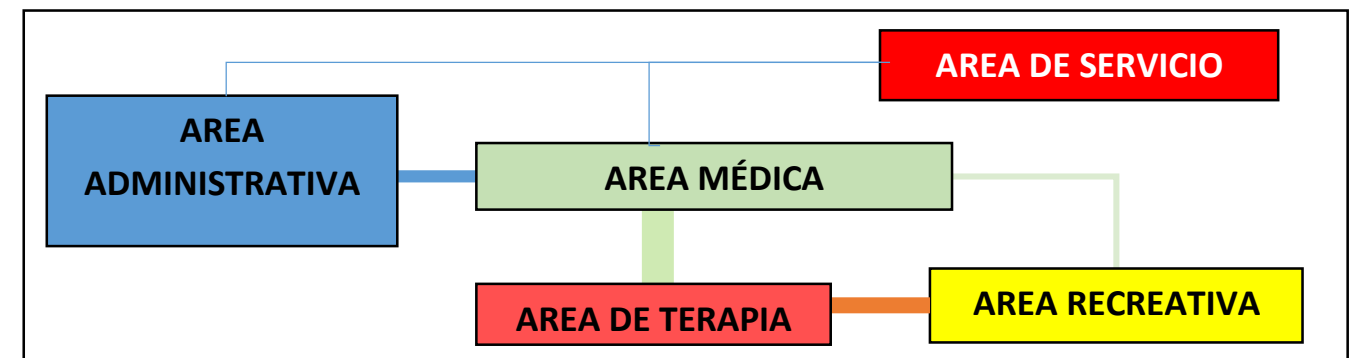 AREA DE SERVICIO
AREA
ADMINISTRATIVA
AREA MÉDICA
AREA DE TERAPIA
AREA RECREATIVA